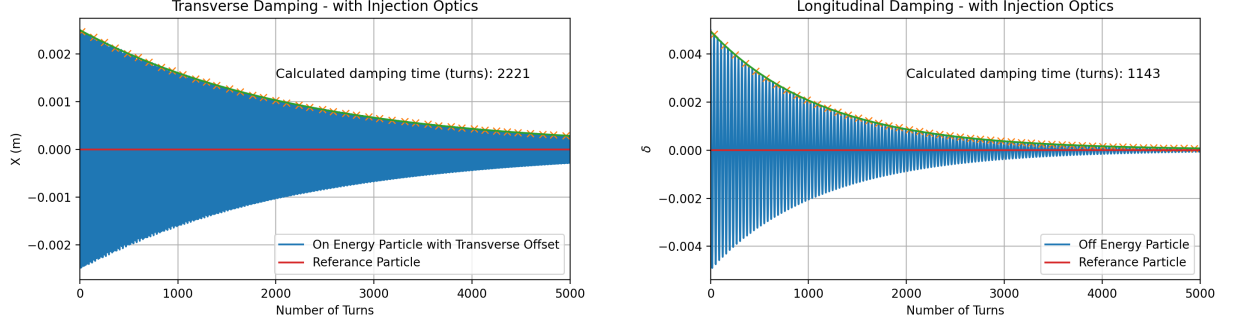 Transverse Damping - with Injection Optics
0.002
0.001
0.000
−0.001
−0.002
X (m)
Calculated damping time (turns): 2221
On Energy Particle with Transverse Offset
Referance Particle
0 1000 2000 3000 4000 5000
Number of Turns
Longitudinal Damping - with Injection Optics
0.004
0.002
0.000
−0.002
−0.004
δ
Calculated damping time (turns): 1143
Off Energy Particle
Referance Particle
0 1000 2000 3000 4000 5000
Number of Turns